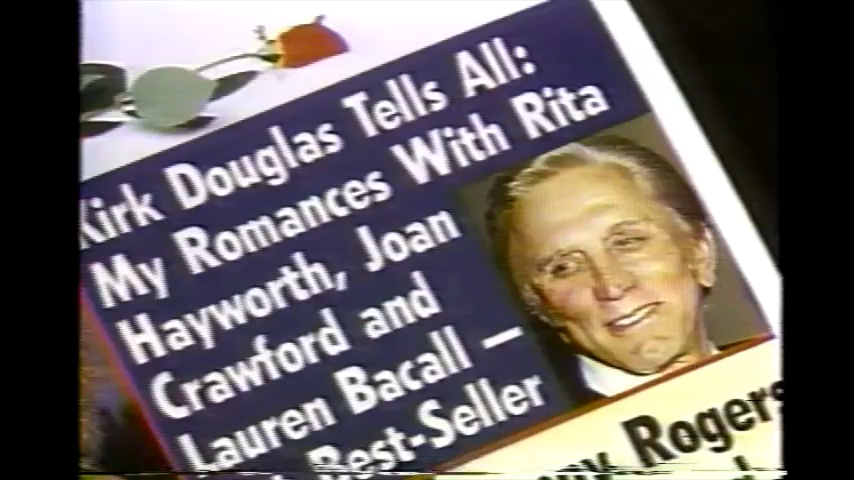 Kirk Douglas Tells All:
My Romances With Rita
Hayworth, Joan
Crawford and
Lauren Bacall —
Best-Seller
Rogers